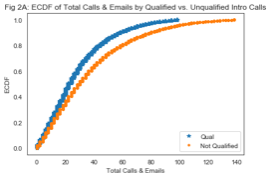 Fig 2A: ECDF of Total Calls & Emails by Qualified vs. Unqualified Intro Calls
1.0
0.8
0.6
0.4
0.2
0.0
ECDF
0
20
40
60
80
100
120
140
Total Calls & Emails
Qual
Not Qualified